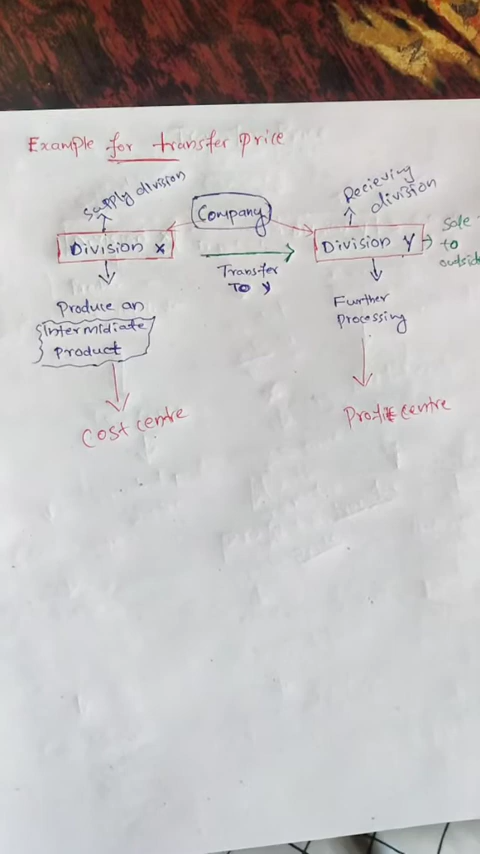 Example for transfer price
Supply division
Company
Recieving
division
Division X
Division Y
Sale
to
outside
Transfer
TO Y
Produce an
Intermidiate
Product
Further
Processing
Cost centre
Profit centre